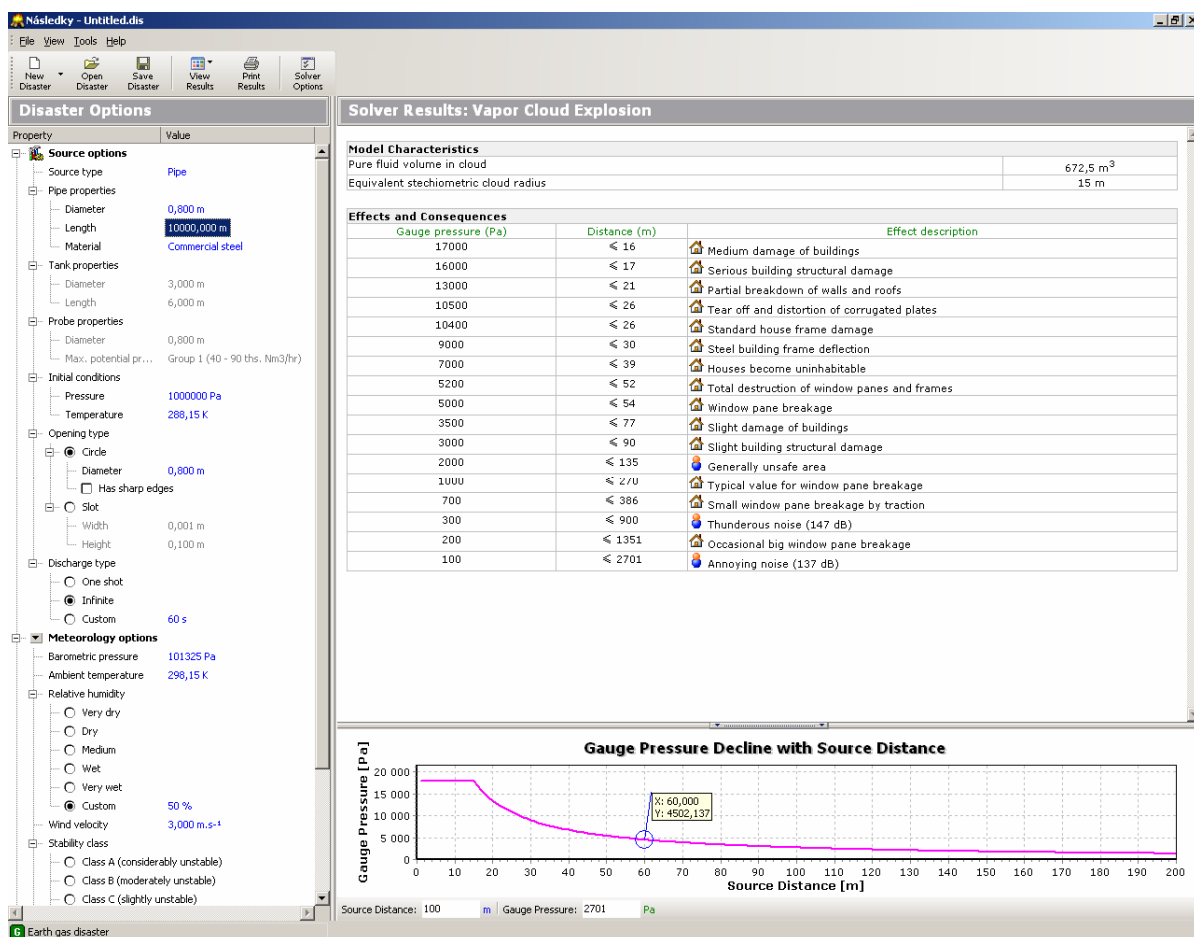 Následky - Untitled.dis
File View Tools Help
New Disaster
Open Disaster
Save Disaster
View Results
Print Results
Solver Options
Disaster Options
Property Value
Source options
Source type Pipe
Pipe properties
Diameter 0,800 m
Length 10000,000 m
Material Commercial steel
Tank properties
Diameter 3,000 m
Length 6,000 m
Probe properties
Diameter 0,800 m
Max. potential pr... Group 1 (40 - 90 ths. Nm3/hr)
Initial conditions
Pressure 1000000 Pa
Temperature 288,15 K
Opening type
Circle
Diameter 0,800 m
Has sharp edges
Slot
Width 0,001 m
Height 0,100 m
Discharge type
One shot
Infinite
Custom 60 s
Meteorology options
Barometric pressure 101325 Pa
Ambient temperature 298,15 K
Relative humidity
Very dry
Dry
Medium
Wet
Very wet
Custom 50 %
Wind velocity 3,000 m.s-¹
Stability class
Class A (considerably unstable)
Class B (moderately unstable)
Class C (slightly unstable)
Solver Results: Vapor Cloud Explosion
Model Characteristics
Pure fluid volume in cloud 672,5 m³
Equivalent stechiometric cloud radius 15 m
Effects and Consequences
Gauge pressure (Pa) Distance (m) Effect description
17000 ⩽ 16 Medium damage of buildings
16000 ⩽ 17 Serious building structural damage
13000 ⩽ 21 Partial breakdown of walls and roofs
10500 ⩽ 26 Tear off and distortion of corrugated plates
10400 ⩽ 26 Standard house frame damage
9000 ⩽ 30 Steel building frame deflection
7000 ⩽ 39 Houses become uninhabitable
5200 ⩽ 52 Total destruction of window panes and frames
5000 ⩽ 54 Window pane breakage
3500 ⩽ 77 Slight damage of buildings
3000 ⩽ 90 Slight building structural damage
2000 ⩽ 135 Generally unsafe area
1000 ⩽ 270 Typical value for window pane breakage
700 ⩽ 386 Small window pane breakage by traction
300 ⩽ 900 Thunderous noise (147 dB)
200 ⩽ 1351 Occasional big window pane breakage
100 ⩽ 2701 Annoying noise (137 dB)
Gauge Pressure Decline with Source Distance
Gauge Pressure [Pa]
20 000
15 000
10 000
5 000
0
X: 60,000
Y: 4502,137
0 10 20 30 40 50 60 70 80 90 100 110 120 130 140 150 160 170 180 190 200
Source Distance [m]
Source Distance: 100 m Gauge Pressure: 2701 Pa
G Earth gas disaster